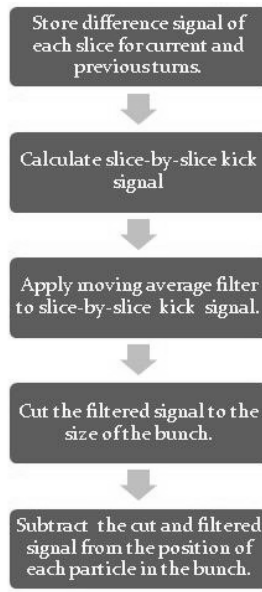 Store difference signal of
each slice for current and
previous turns.
Calculate slice-by-slice kick
signal
Apply moving average filter
to slice-by-slice kick signal.
Cut the filtered signal to the
size of the bunch.
Subtract the cut and filtered
signal from the position of
each particle in the bunch.